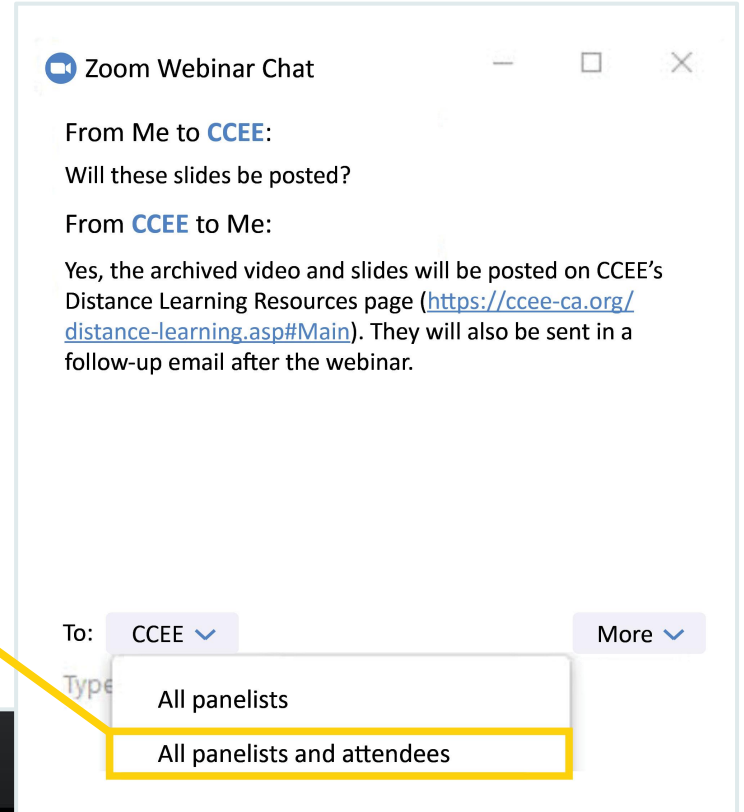 Zoom Webinar Chat
From Me to CCEE:
Will these slides be posted?
From CCEE to Me:
Yes, the archived video and slides will be posted on CCEE’s
Distance Learning Resources page (https://ccee-ca.org/
distance-learning.asp#Main). They will also be sent in a
follow-up email after the webinar.
To: CCEE More
Type
All panelists
All panelists and attendees